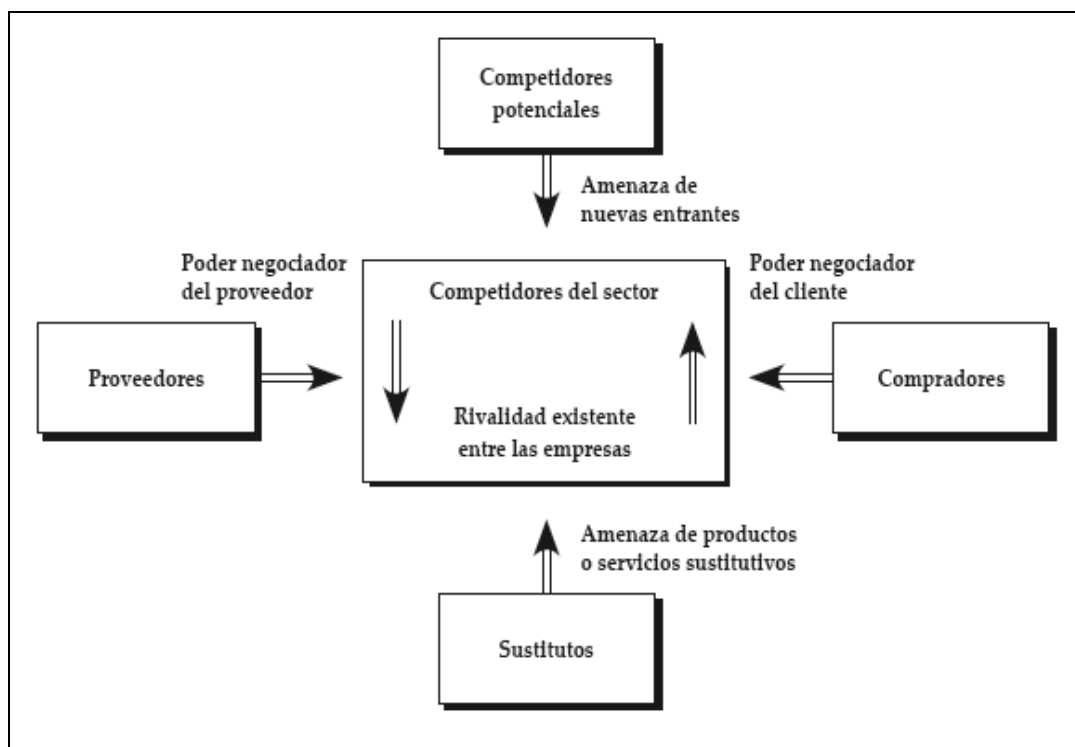 Competidores
potenciales
Amenaza de
nuevas entrantes
Poder negociador
del proveedor
Competidores del sector
Poder negociador
del cliente
Proveedores
Compradores
Rivalidad existente
entre las empresas
Amenaza de productos
o servicios sustitutivos
Sustitutos